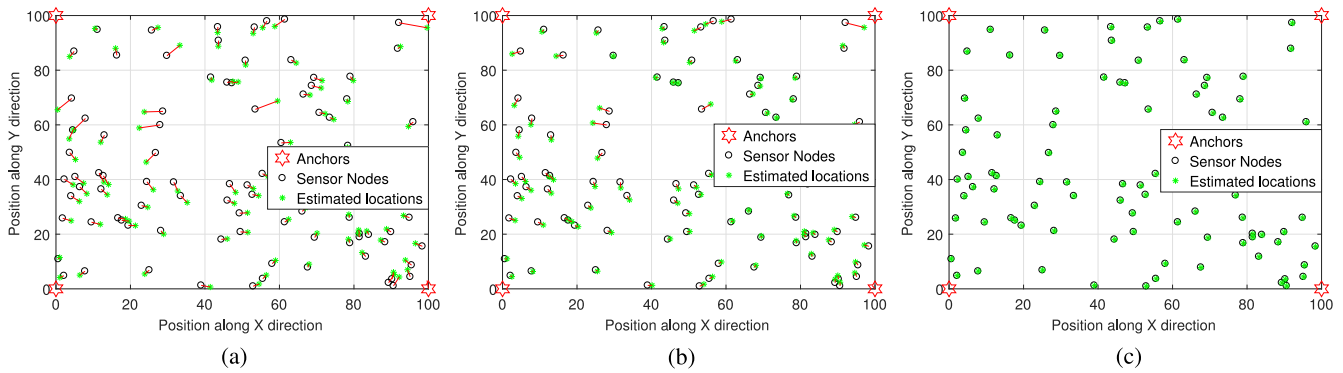 100
80
60
40
20
0
Position along Y direction
Anchors
Sensor Nodes
Estimated locations
0 20 40 60 80 100
Position along X direction
(a)
100
80
60
40
20
0
Position along Y direction
Anchors
Sensor Nodes
Estimated locations
0 20 40 60 80 100
Position along X direction
(b)
100
80
60
40
20
0
Position along Y direction
Anchors
Sensor Nodes
Estimated locations
0 20 40 60 80 100
Position along X direction
(c)